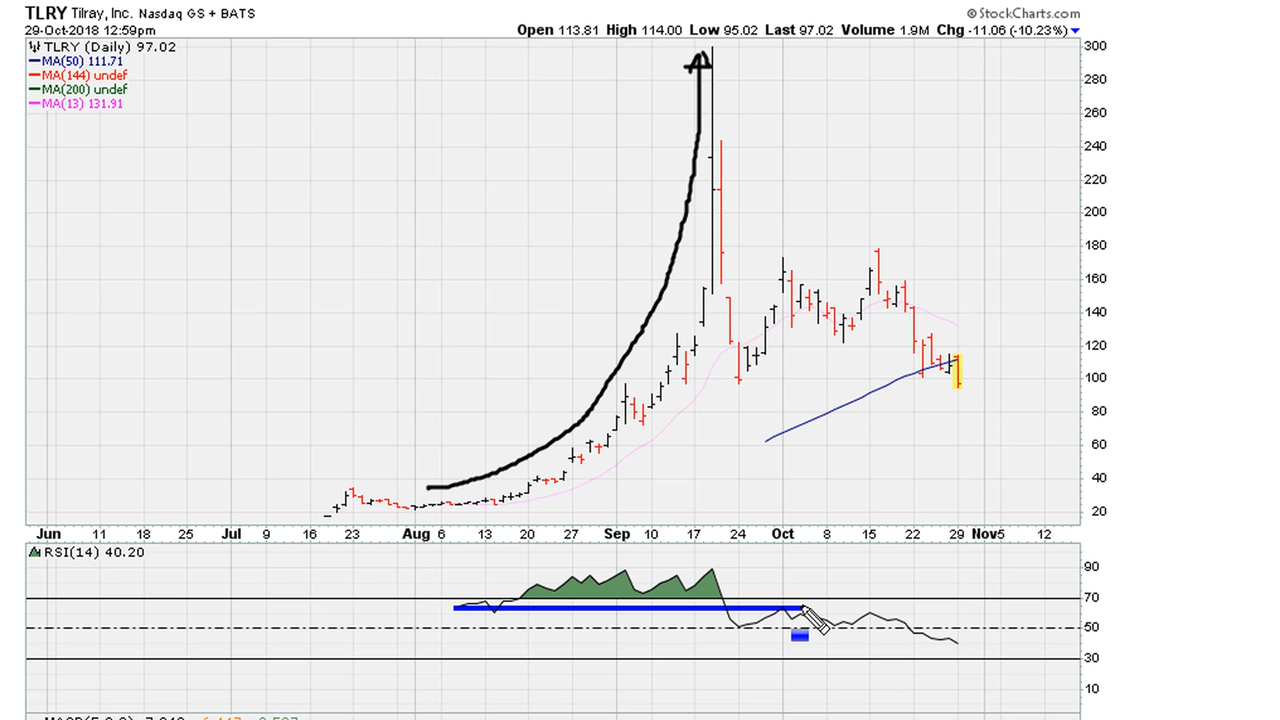 TLRY Tilray, Inc. Nasdaq GS + BATS
© StockCharts.com
29-Oct-2018 12:59pm
Open 113.81 High 114.00 Low 95.02 Last 97.02 Volume 1.9M Chg -11.06 (-10.23%)
TLRY (Daily) 97.02
MA(50) 111.71
MA(144) undef
MA(200) undef
MA(13) 131.91
300
280
260
240
220
200
180
160
140
120
100
80
60
40
20
Jun 11 18 25 Jul 9 16 23 Aug 6 13 20 27 Sep 10 17 24 Oct 8 15 22 29 Nov 5 12
RSI(14) 40.20
90
70
50
30
10